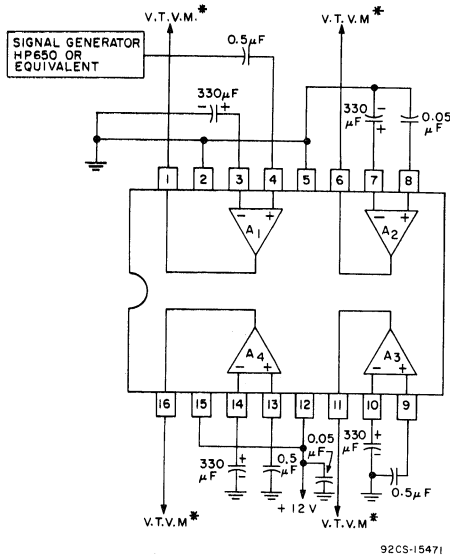 V.T.V.M.*
V.T.V.M.*
SIGNAL GENERATOR
HP650 OR
EQUIVALENT
0.5µF
330µF
- +
330
µF
-
+
0.05
µF
1 2 3 4 5 6 7 8
- +
A1
- +
A2
A4
- +
A3
- +
16 15 14 13 12 11 10 9
330
µF
+
-
0.5
µF
0.05
µF
+ 12 V
330
µF
+
-
0.5µF
V.T.V.M*
V.T.V.M*
92CS-15471